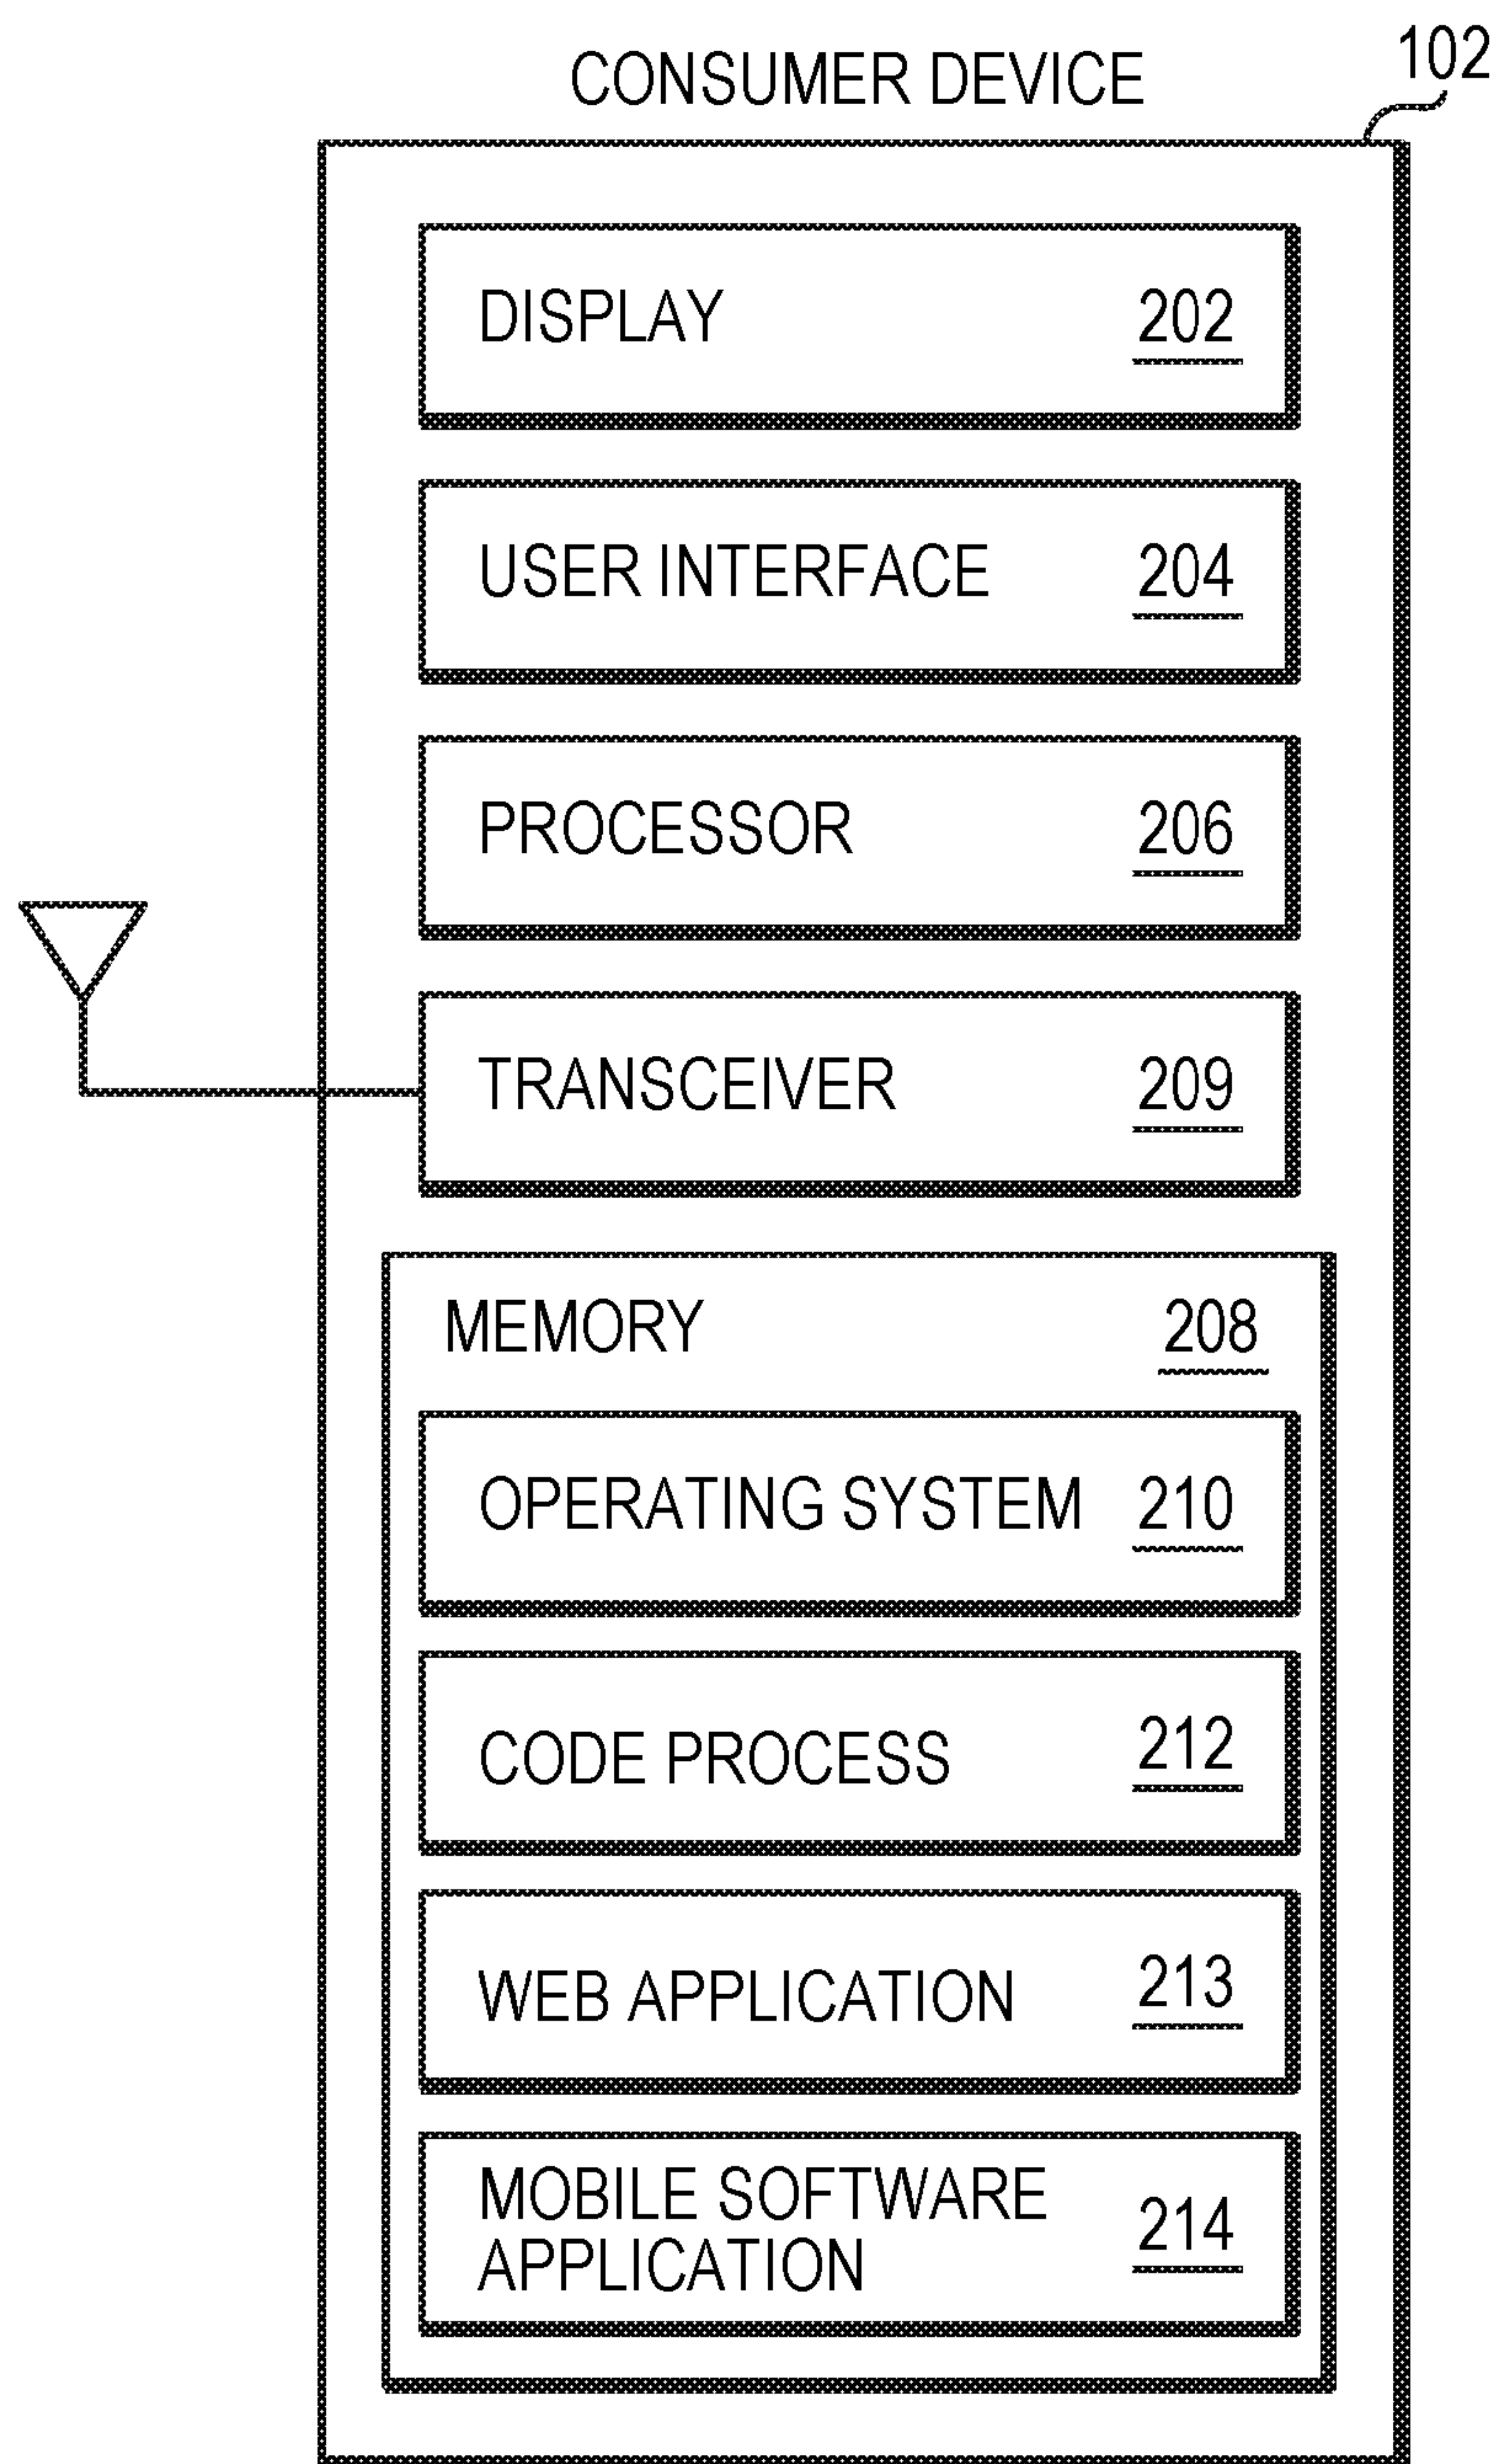 102
CONSUMER DEVICE
DISPLAY 202
USER INTERFACE 204
PROCESSOR 206
TRANSCEIVER 209
MEMORY 208
OPERATING SYSTEM 210
CODE PROCESS 212
WEB APPLICATION 213
MOBILE SOFTWARE
APPLICATION 214